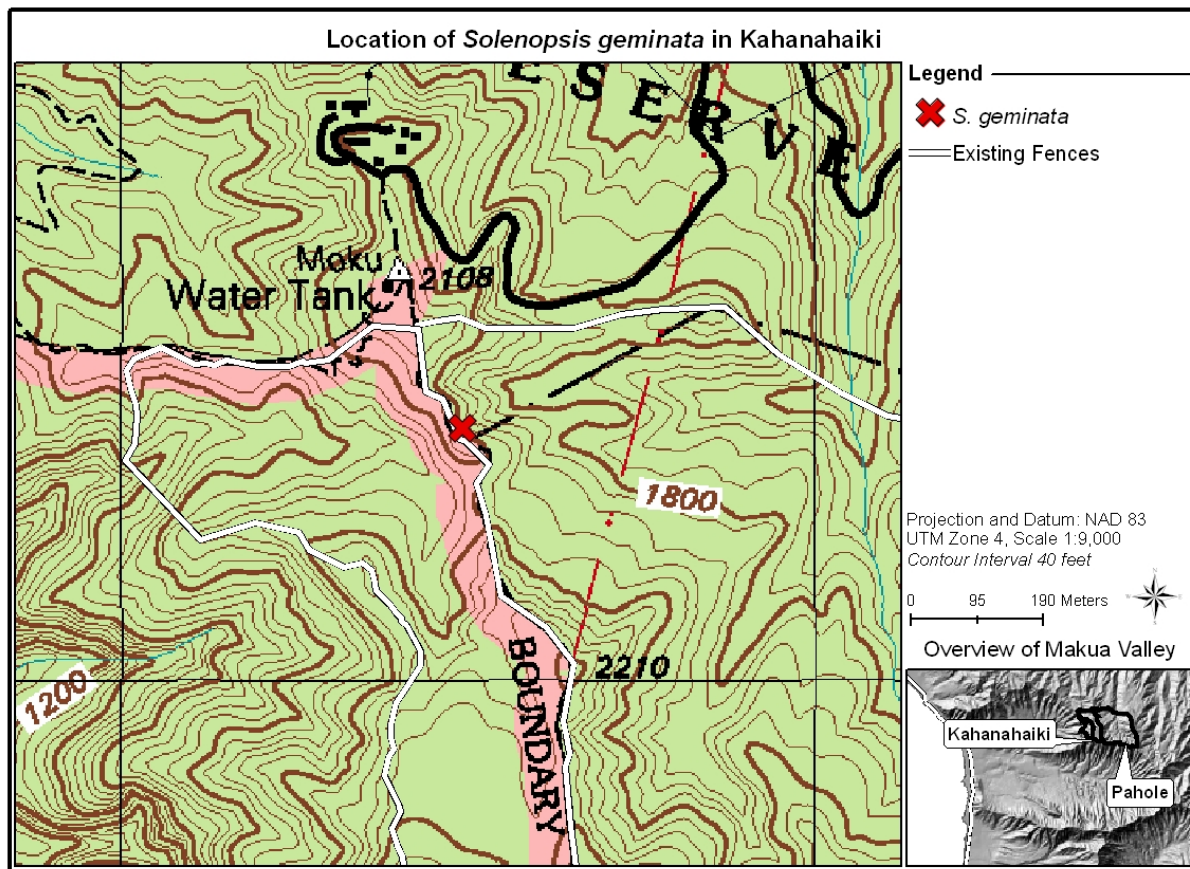 Location of Solenopsis geminata in Kahanahaiki
ESERVE
Moku
2108
Water Tank
1800
2210
1200
BOUNDARY
Legend
S. geminata
Existing Fences
Projection and Datum: NAD 83
UTM Zone 4, Scale 1:9,000
Contour Interval 40 feet
0 95 190 Meters
Overview of Makua Valley
Kahanahaiki
Pahole